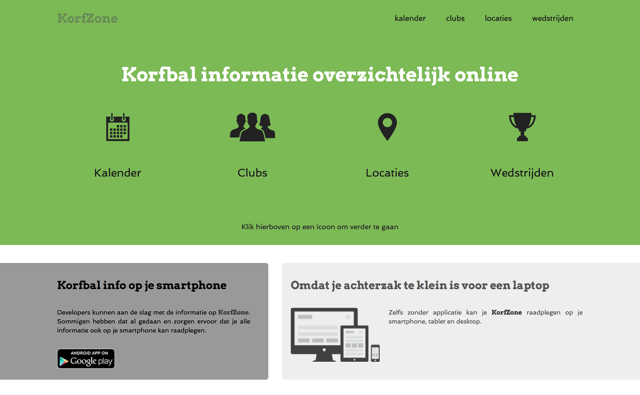 KorfZone
kalender clubs locaties wedstrijden
Korfbal informatie overzichtelijk online
Kalender Clubs Locaties Wedstrijden
Klik hierboven op een icoon om verder te gaan
Korfbal info op je smartphone
Developers kunnen aan de slag met de informatie op KorfZone.
Sommigen hebben dat al gedaan en zorgen ervoor dat je alle
informatie ook op je smartphone kan raadplegen.
ANDROID APP ON
Google play
Omdat je achterzak te klein is voor een laptop
Zelfs zonder applicatie kan je KorfZone raadplegen op je
smartphone, tablet en desktop.